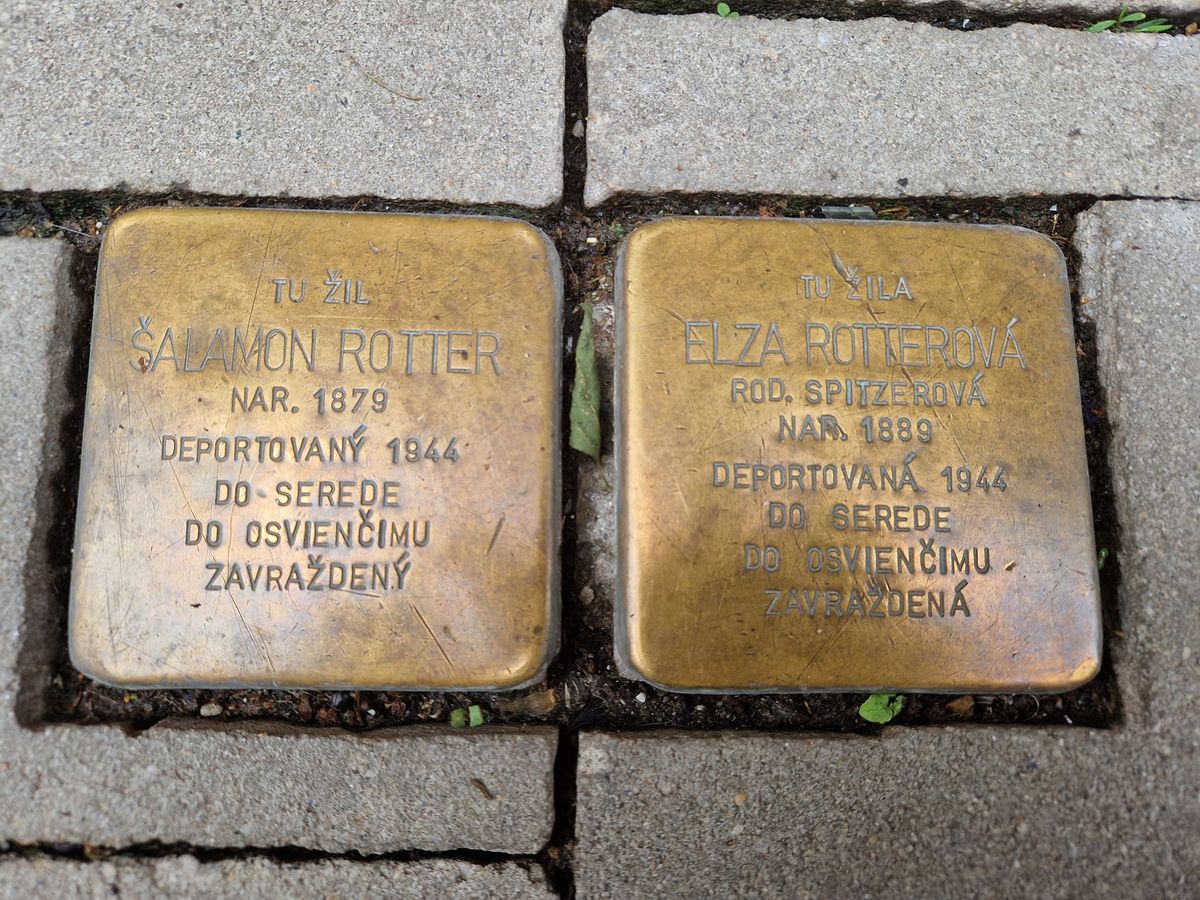 TU ŽIL
ŠALAMON ROTTER
NAR. 1879
DEPORTOVANÝ 1944
DO SEREDE
DO OSVIENČIMU
ZAVRAŽDENÝ
TU ŽILA
ELZA ROTTEROVÁ
ROD. SPITZEROVÁ
NAR. 1889
DEPORTOVANÁ 1944
DO SEREDE
DO OSVIENČIMU
ZAVRAŽDENÁ